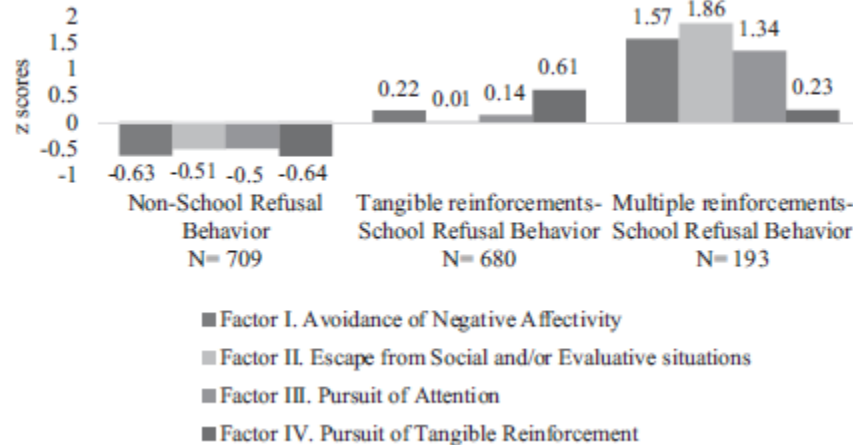 2
1.5
1
0.5
0
-0.5
-1
z scores
-0.63 -0.51 -0.5 -0.64
0.22 0.01 0.14 0.61
1.57 1.86 1.34 0.23
Non-School Refusal
Behavior
N= 709
Tangible reinforcements-
School Refusal Behavior
N= 680
Multiple reinforcements-
School Refusal Behavior
N= 193
Factor I. Avoidance of Negative Affectivity
Factor II. Escape from Social and/or Evaluative situations
Factor III. Pursuit of Attention
Factor IV. Pursuit of Tangible Reinforcement